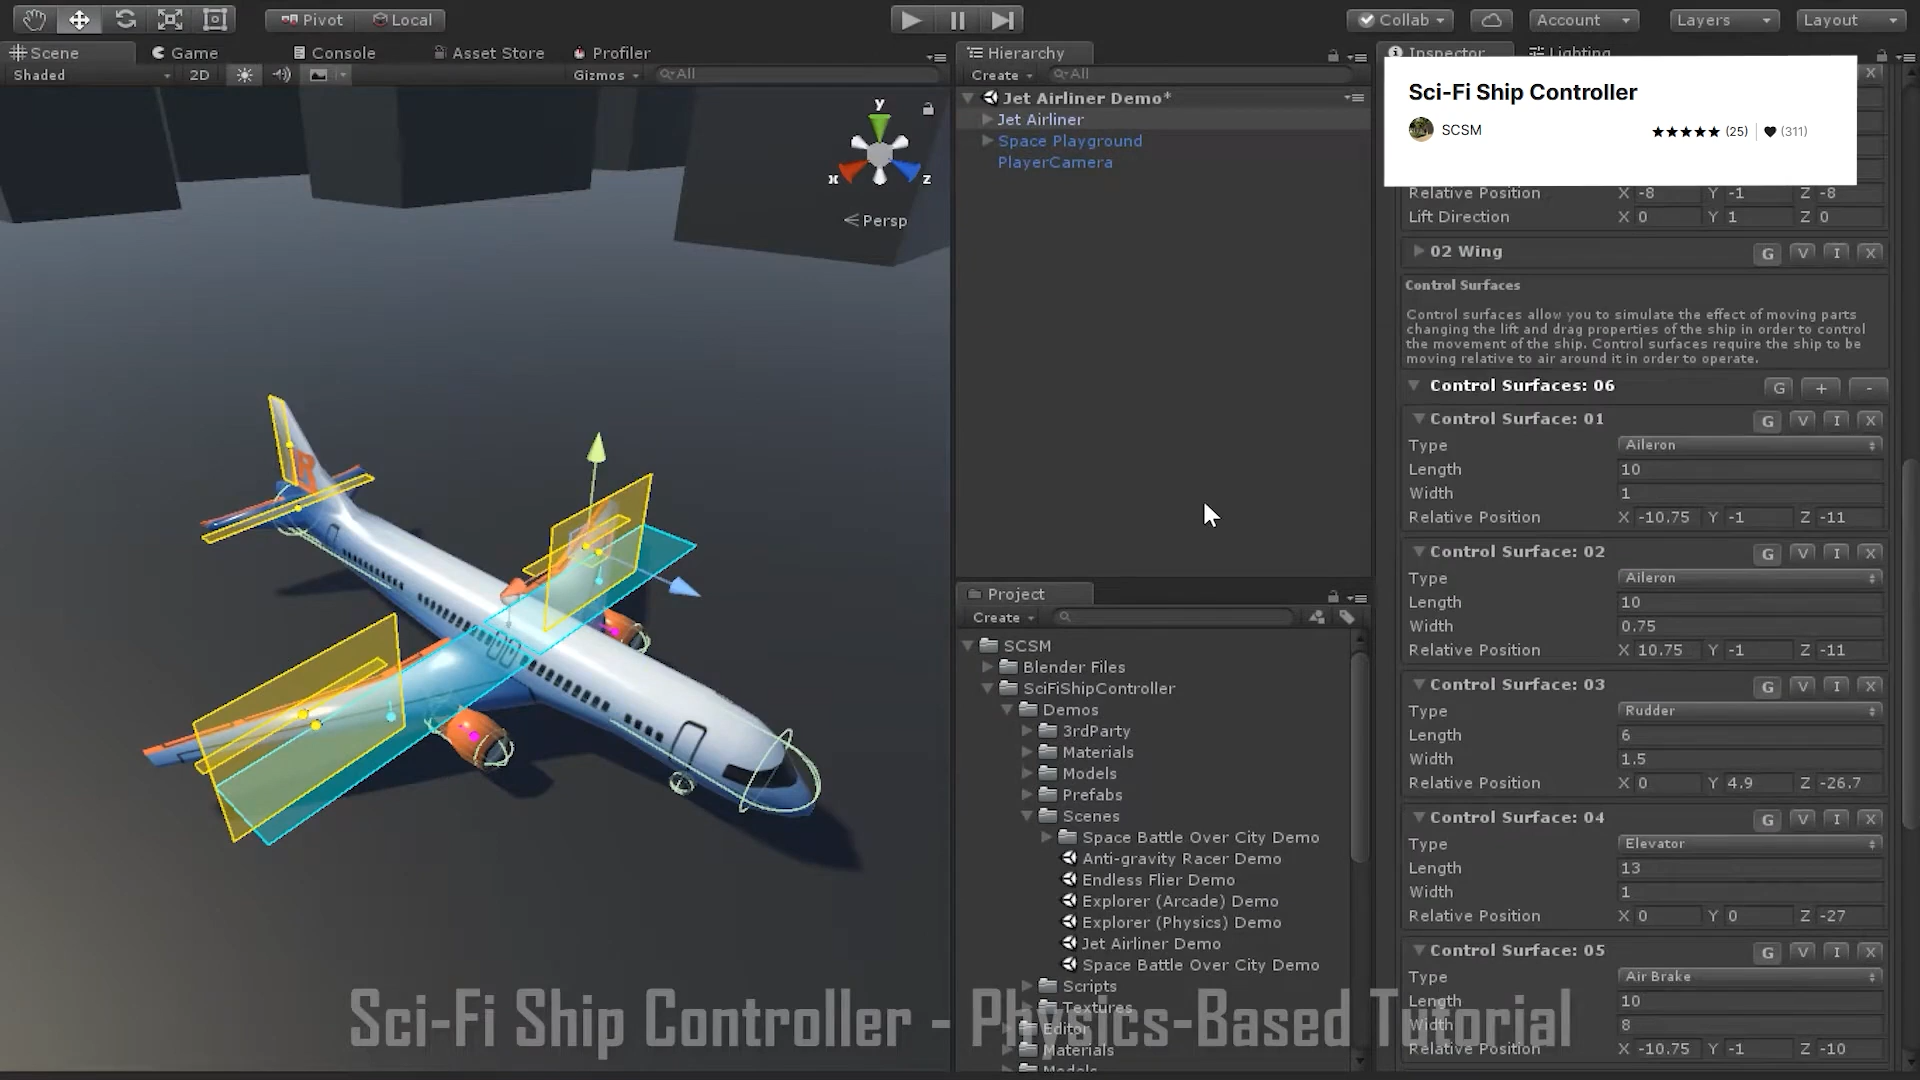 Pivot
Local
Collab
Account
Layers
Layout
Scene
Game
Console
Asset Store
Profiler
Hierarchy
Inspector
Lighting
Shaded
2D
Gizmos
All
Create
All
Jet Airliner Demo*
Jet Airliner
Space Playground
PlayerCamera
y
x
z
Persp
R
Sci-Fi Ship Controller
SCSM
★★★★★ (25) | ♥ (311)
Relative Position X -8 Y -1 Z -8
Lift Direction X 0 Y 1 Z 0
02 Wing G V I X
Control Surfaces
Control surfaces allow you to simulate the effect of moving parts
changing the lift and drag properties of the ship in order to control
the movement of the ship. Control surfaces require the ship to be
moving relative to air around it in order to operate.
Control Surfaces: 06 G + -
Control Surface: 01 G V I X
Type Aileron
Length 10
Width 1
Relative Position X -10.75 Y -1 Z -11
Control Surface: 02 G V I X
Type Aileron
Length 10
Width 0.75
Relative Position X 10.75 Y -1 Z -11
Control Surface: 03 G V I X
Type Rudder
Length 6
Width 1.5
Relative Position X 0 Y 4.9 Z -26.7
Control Surface: 04 G V I X
Type Elevator
Length 13
Width 1
Relative Position X 0 Y 0 Z -27
Control Surface: 05 G V I X
Type Air Brake
Length 10
Width 8
Relative Position X -10.75 Y -1 Z -10
Project
Create
SCSM
Blender Files
SciFiShipController
Demos
3rdParty
Materials
Models
Prefabs
Scenes
Space Battle Over City Demo
Anti-gravity Racer Demo
Endless Flier Demo
Explorer (Arcade) Demo
Explorer (Physics) Demo
Jet Airliner Demo
Space Battle Over City Demo
Scripts
Textures
Editor
Materials
Models
Sci-Fi Ship Controller - Physics-Based Tutorial